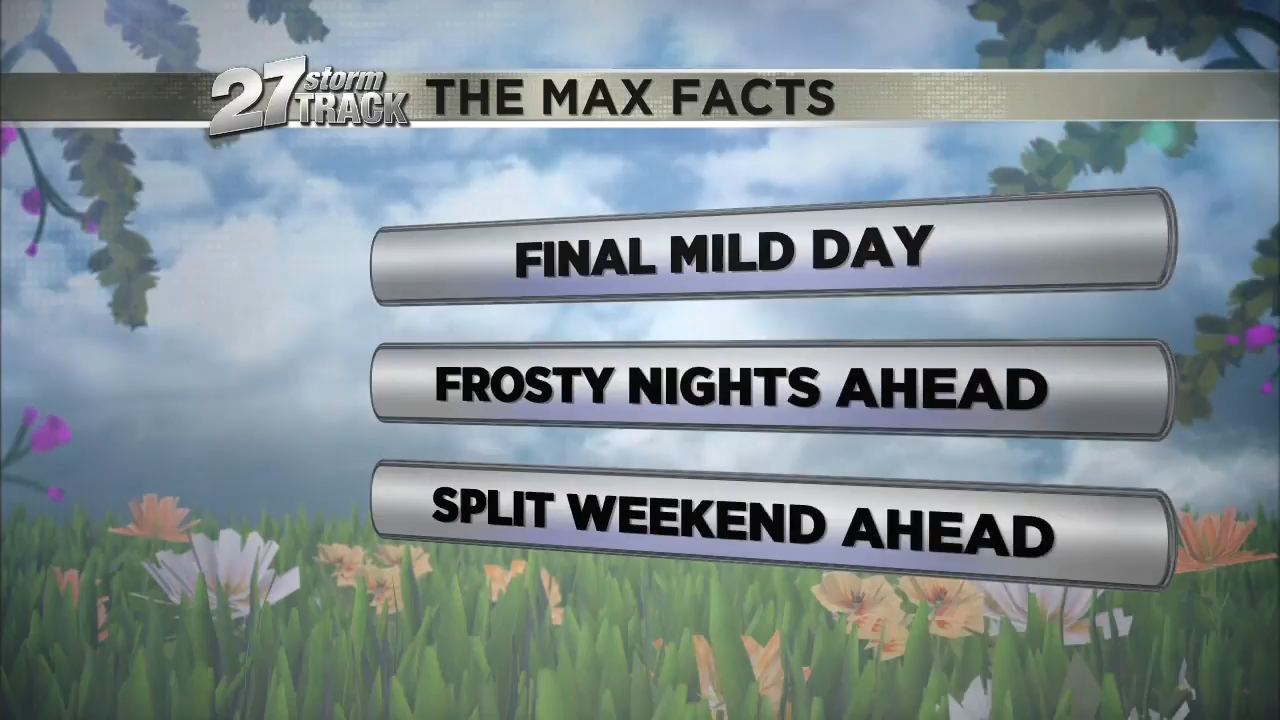 27 storm TRACK THE MAX FACTS
FINAL MILD DAY
FROSTY NIGHTS AHEAD
SPLIT WEEKEND AHEAD